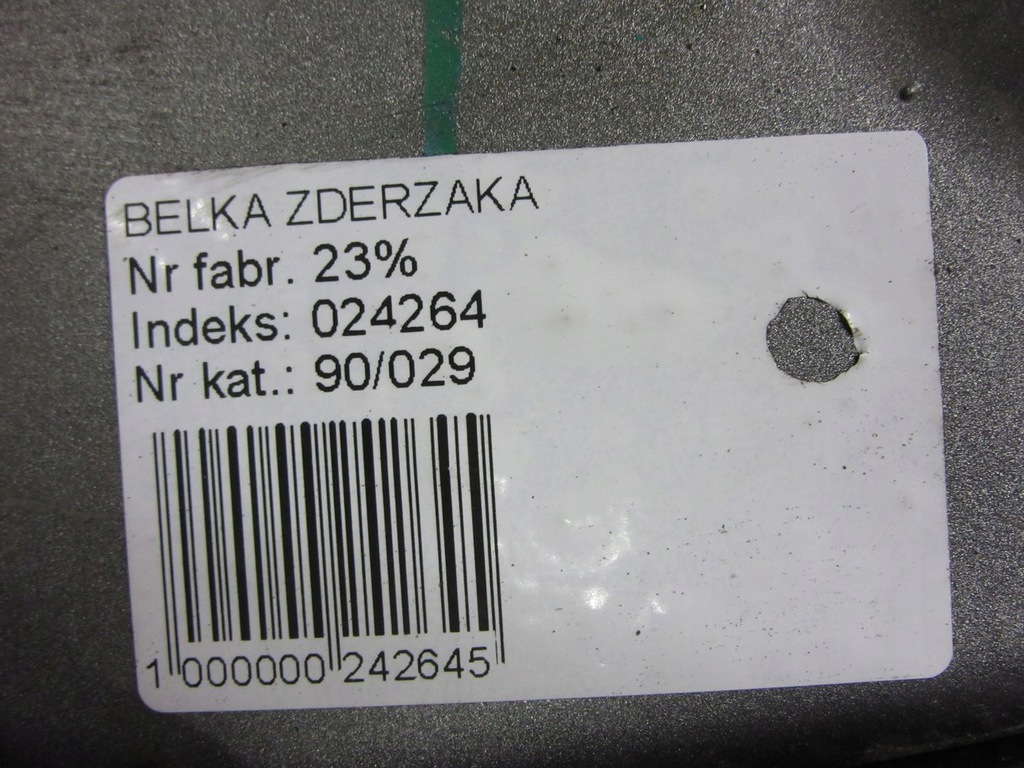 BELKA ZDERZAKA
Nr fabr. 23%
Indeks: 024264
Nr kat.: 90/029
1 000000 242645